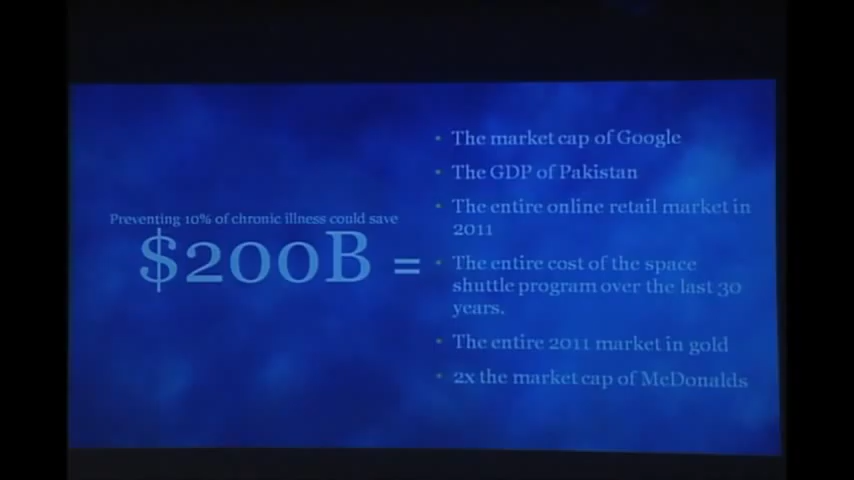 Preventing 10% of chronic illness could save
$200B =
• The market cap of Google
• The GDP of Pakistan
• The entire online retail market in
2011
• The entire cost of the space
shuttle program over the last 30
years.
• The entire 2011 market in gold
• 2x the market cap of McDonalds